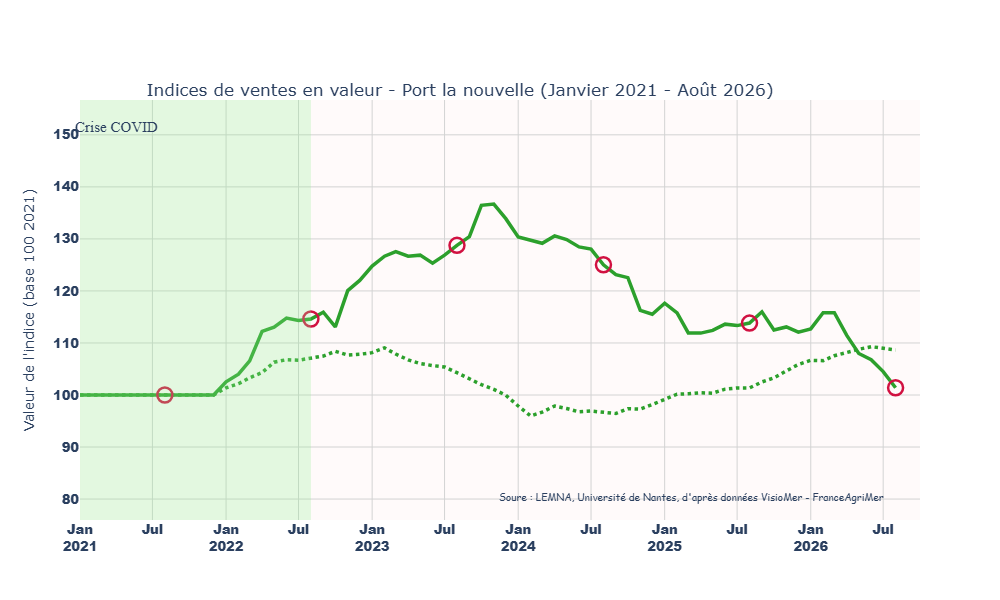 Indices de ventes en valeur - Port la nouvelle (Janvier 2021 - Août 2026)
Crise COVID
Valeur de l'indice (base 100 2021)
150
140
130
120
110
100
90
80
Soure : LEMNA, Université de Nantes, d'après données VisioMer - FranceAgriMer
Jan Jul Jan Jul Jan Jul Jan Jul Jan Jul Jan Jul
2021 2022 2023 2024 2025 2026